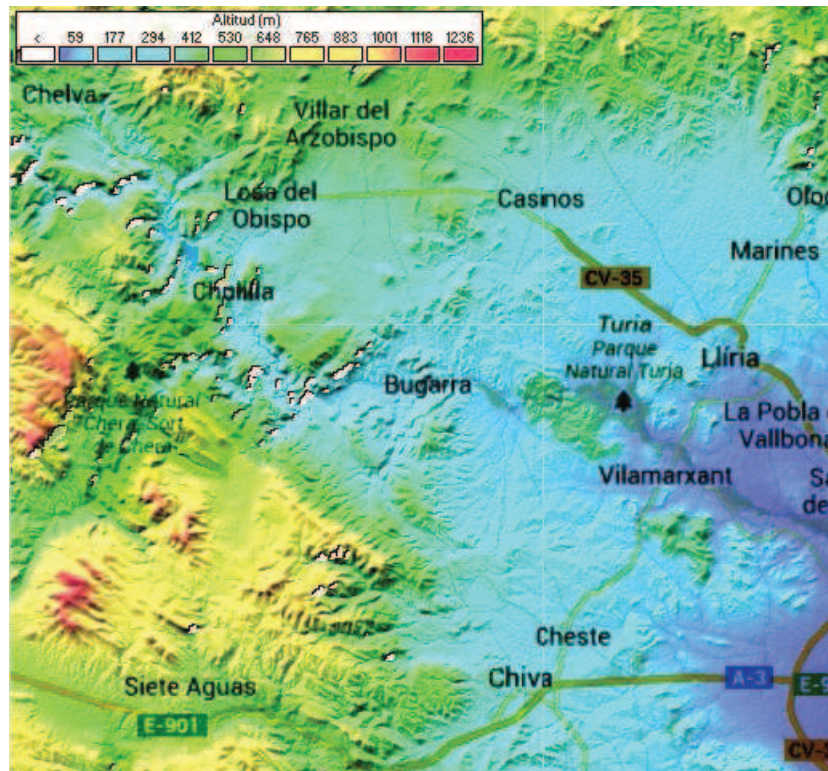 Altitud (m)
< 59 177 294 412 530 648 765 883 1001 1118 1236
Chelva
Villar del
Arzobispo
Losa del
Obispo
Casinos
Marines
CV-35
Chulilla
Turia
Parque
Natural Turia
Llíria
Bugarra
Parque Natural
La Pobla
Vallbona
Vilamarxant
Cheste
Chiva
A-3
Siete Aguas
E-901